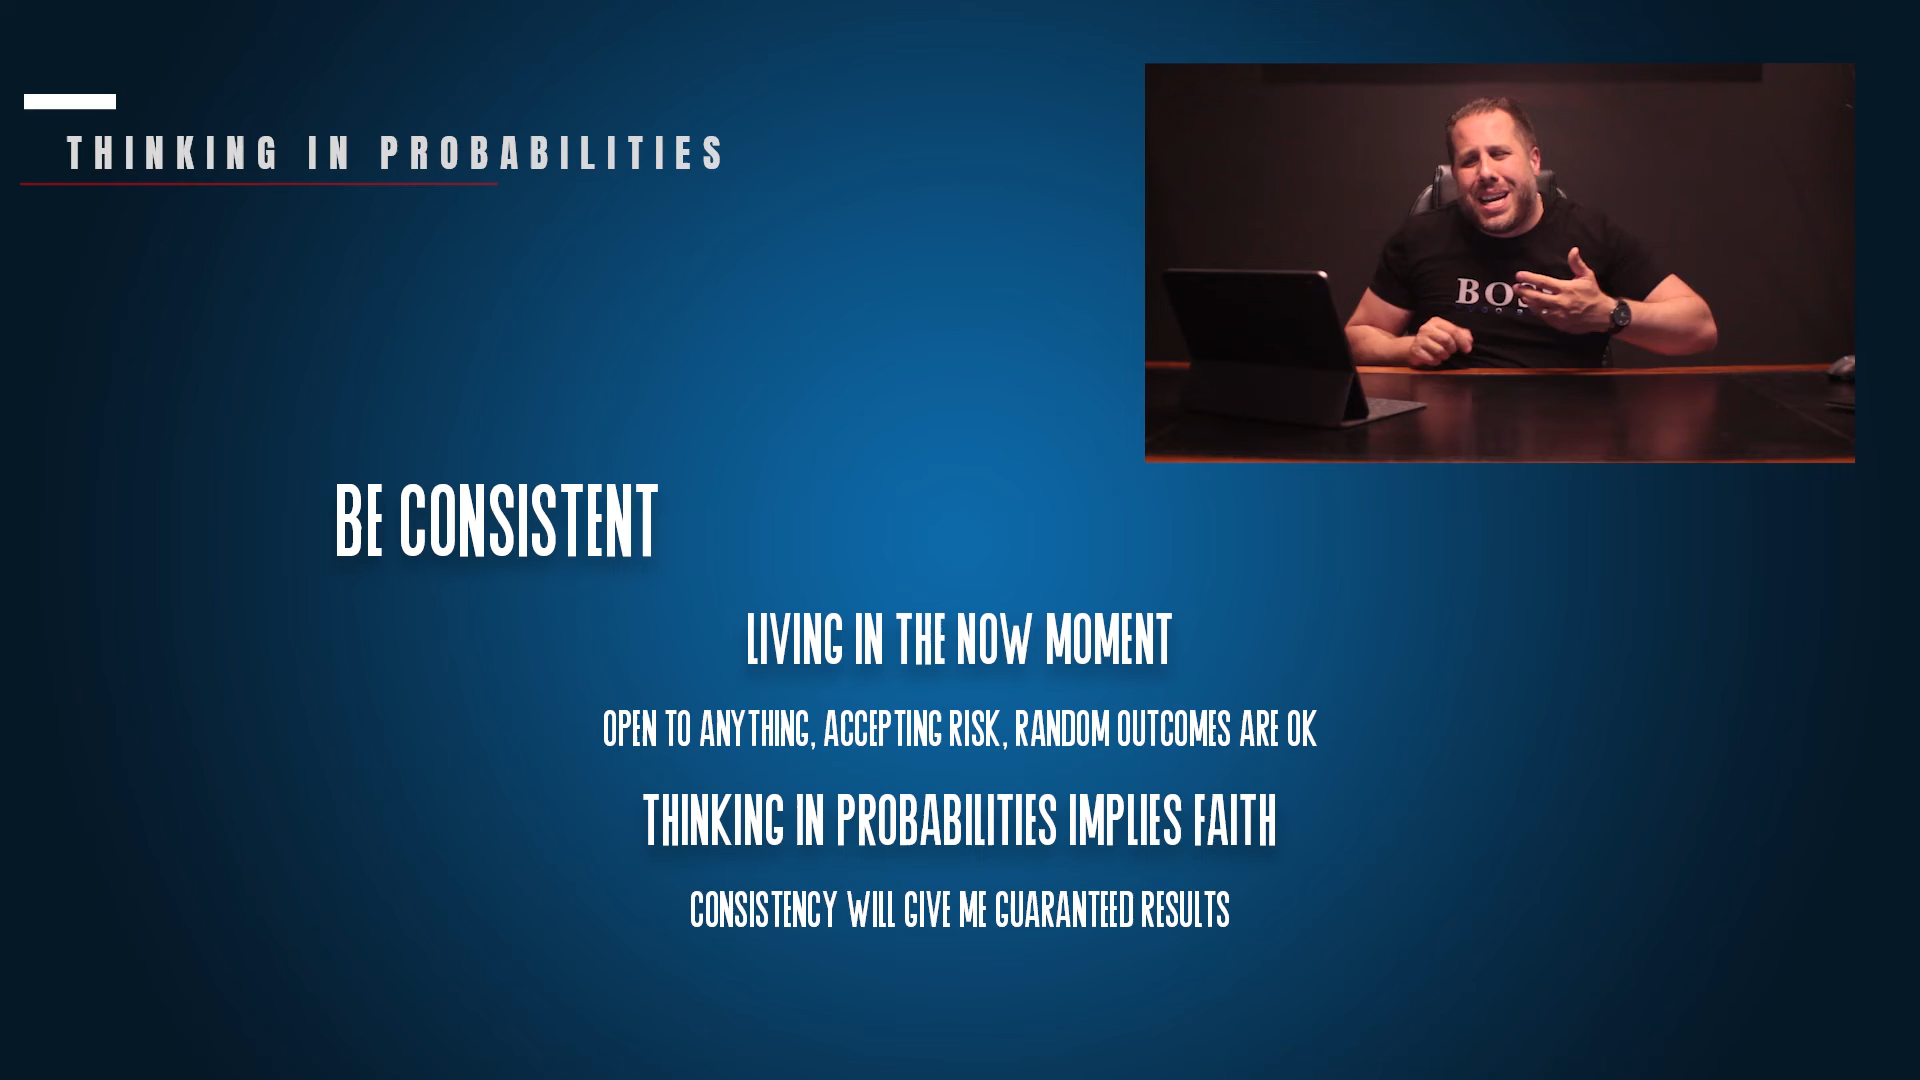 THINKING IN PROBABILITIES
BE CONSISTENT
LIVING IN THE NOW MOMENT
OPEN TO ANYTHING, ACCEPTING RISK, RANDOM OUTCOMES ARE OK
THINKING IN PROBABILITIES IMPLIES FAITH
CONSISTENCY WILL GIVE ME GUARANTEED RESULTS